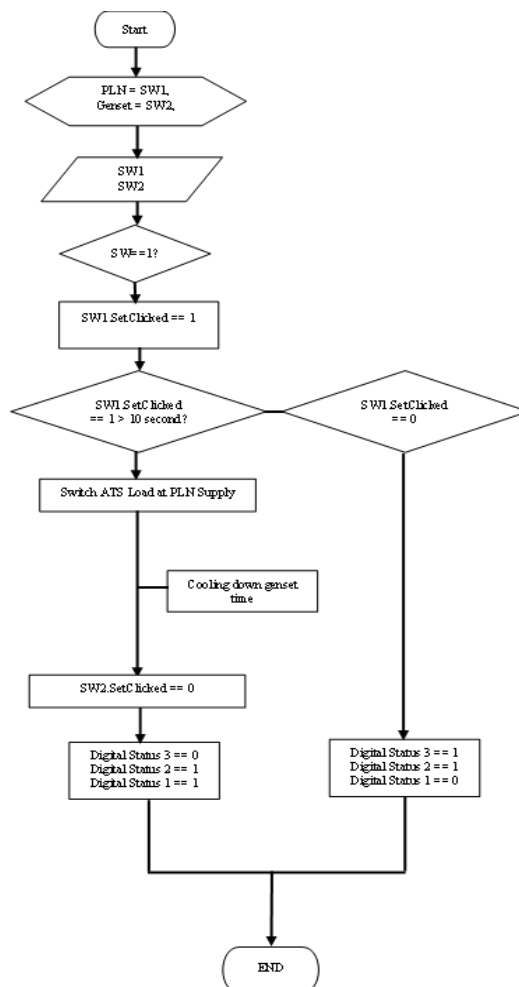 Start
PLN = SW1,
Genset = SW2,
SW1
SW2
SW==1?
SW1.SetClicked == 1
SW1.SetClicked
== 1 > 10 second?
SW1.SetClicked
== 0
Switch ATS Load at PLN Supply
Cooling down genset
time
SW2.SetClicked == 0
Digital Status 3 == 0
Digital Status 2 == 1
Digital Status 1 == 1
Digital Status 3 == 1
Digital Status 2 == 1
Digital Status 1 == 0
END